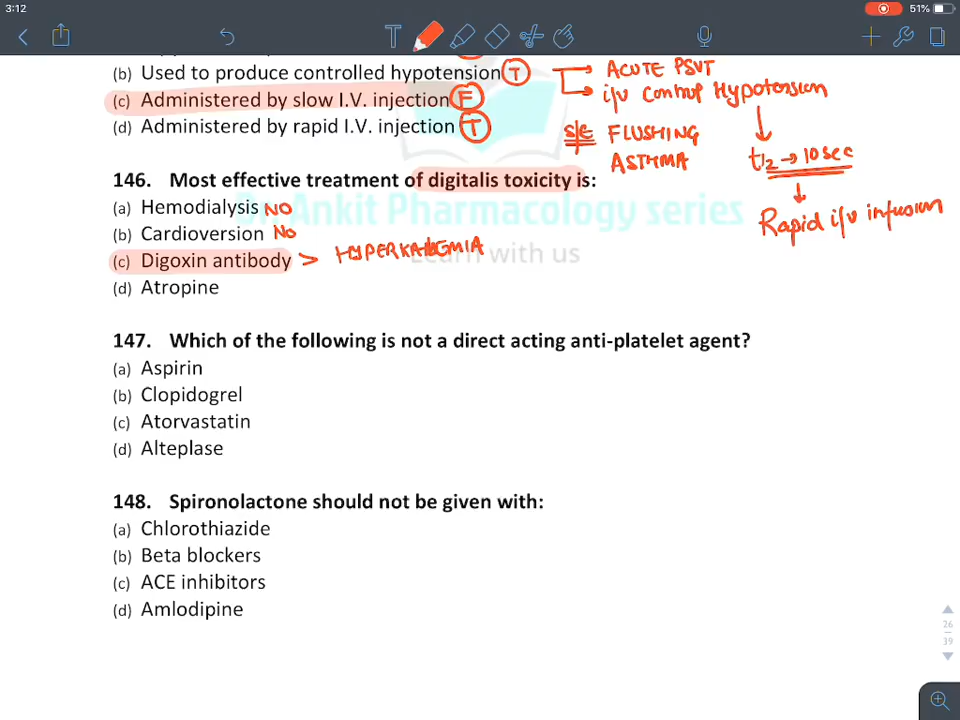 3:12
51%
(b) Used to produce controlled hypotension T
ACUTE PSVT
i/v control Hypotension
(c) Administered by slow I.V. injection F
(d) Administered by rapid I.V. injection T
S/E FLUSHING
ASTHMA
t1/2 → 10 sec
Rapid i/v infusion
146. Most effective treatment of digitalis toxicity is:
(a) Hemodialysis NO
(b) Cardioversion NO
(c) Digoxin antibody > HYPERKALEMIA
(d) Atropine
Ankit Pharmacology series
Learn with us
147. Which of the following is not a direct acting anti-platelet agent?
(a) Aspirin
(b) Clopidogrel
(c) Atorvastatin
(d) Alteplase
148. Spironolactone should not be given with:
(a) Chlorothiazide
(b) Beta blockers
(c) ACE inhibitors
(d) Amlodipine
26
39